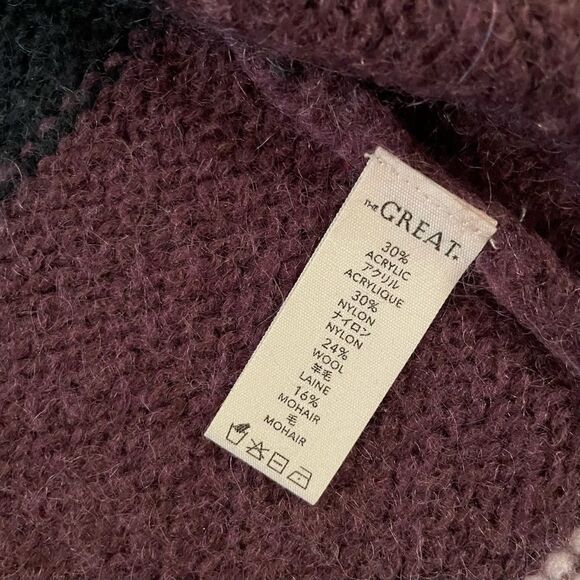 THE GREAT.
30%
ACRYLIC
アクリル
ACRYLIQUE
30%
NYLON
ナイロン
NYLON
24%
WOOL
羊毛
LAINE
16%
MOHAIR
毛
MOHAIR